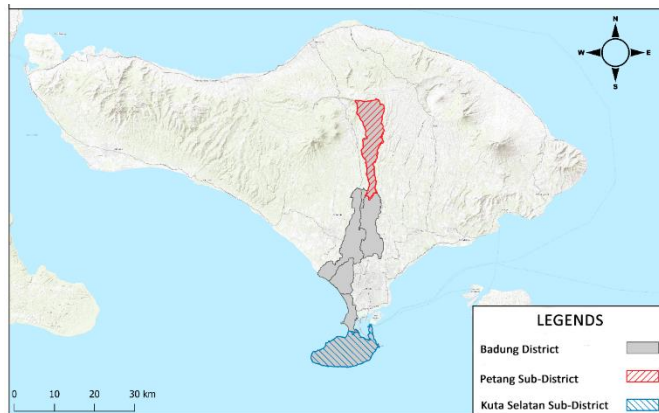 N
W E
S
LEGENDS
Badung District
Petang Sub-District
Kuta Selatan Sub-District
0 10 20 30 km